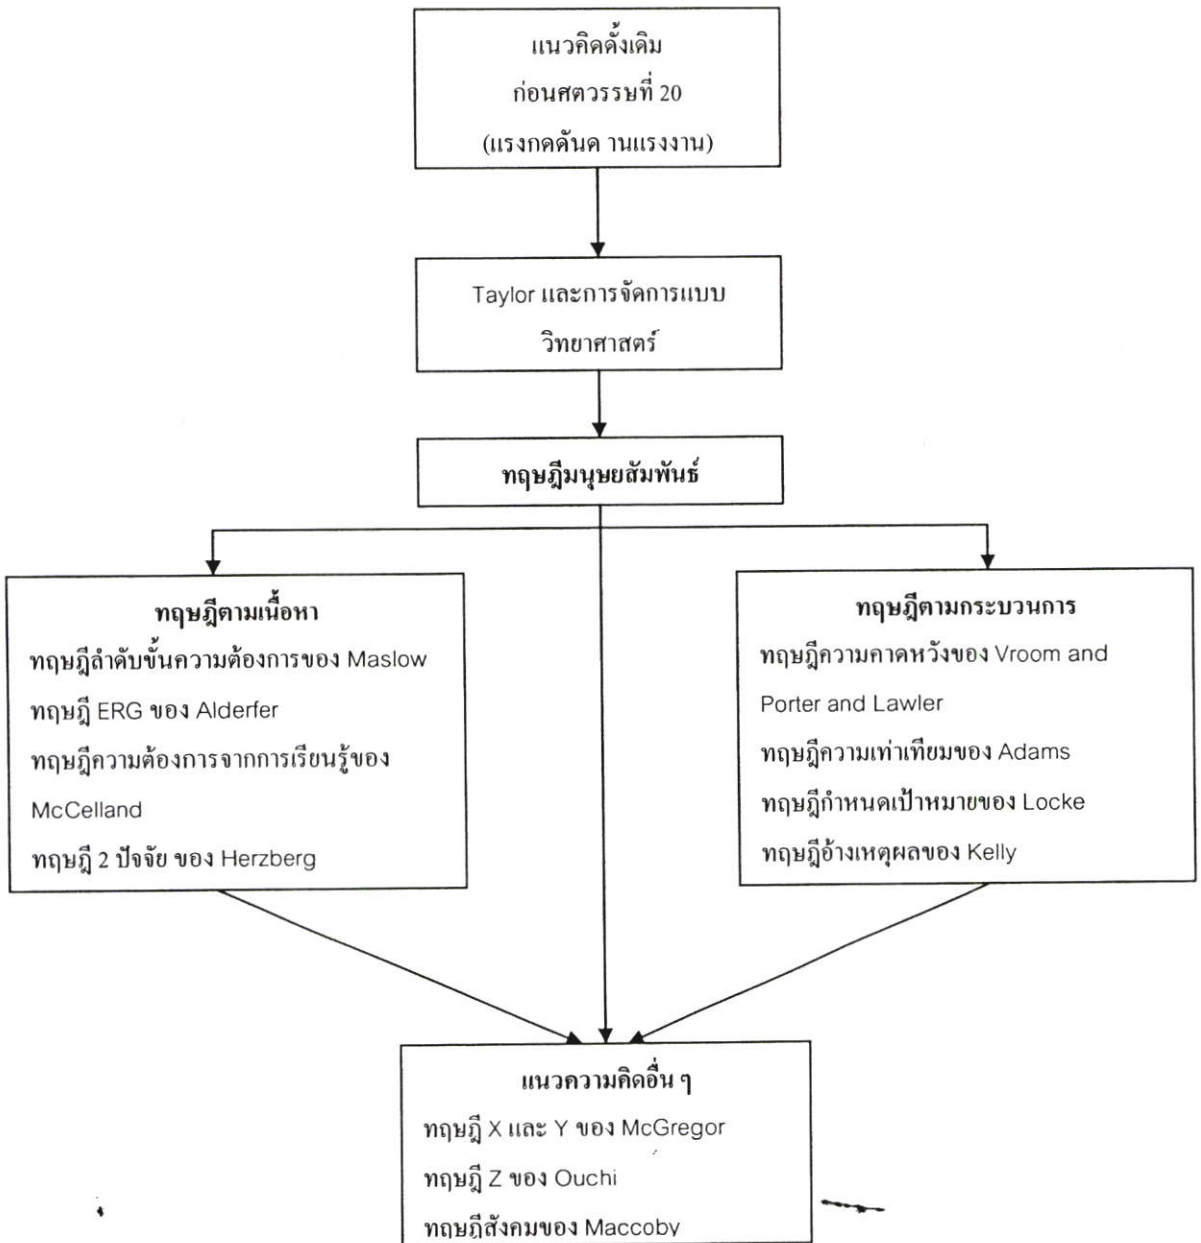 แนวคิดดั้งเดิม
ก่อนศตวรรษที่ 20
(แรงกดดันด านแรงงาน)
Taylor และการจัดการแบบ
วิทยาศาสตร์
ทฤษฎีมนุษยสัมพันธ์
ทฤษฎีตามเนื้อหา
ทฤษฎีลำดับขั้นความต้องการของ Maslow
ทฤษฎี ERG ของ Alderfer
ทฤษฎีความต้องการจากการเรียนรู้ของ
McCelland
ทฤษฎี 2 ปัจจัย ของ Herzberg
ทฤษฎีตามกระบวนการ
ทฤษฎีความคาดหวังของ Vroom and
Porter and Lawler
ทฤษฎีความเท่าเทียมของ Adams
ทฤษฎีกำหนดเป้าหมายของ Locke
ทฤษฎีอ้างเหตุผลของ Kelly
แนวความคิดอื่น ๆ
ทฤษฎี X และ Y ของ McGregor
ทฤษฎี Z ของ Ouchi
ทฤษฎีสังคมของ Maccoby